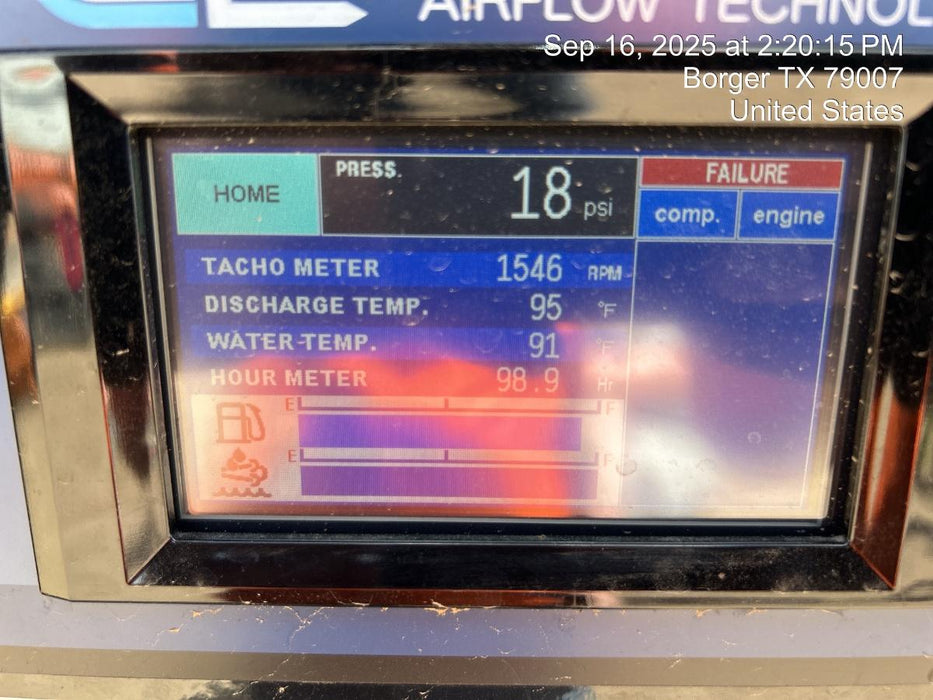 AIRFLOW TECHNOL
Sep 16, 2025 at 2:20:15 PM
Borger TX 79007
United States
HOME
PRESS. 18 psi
FAILURE
comp. engine
TACHO METER 1546 RPM
DISCHARGE TEMP. 95 °F
WATER TEMP. 91 °F
HOUR METER 98.9 Hr
E F
E F